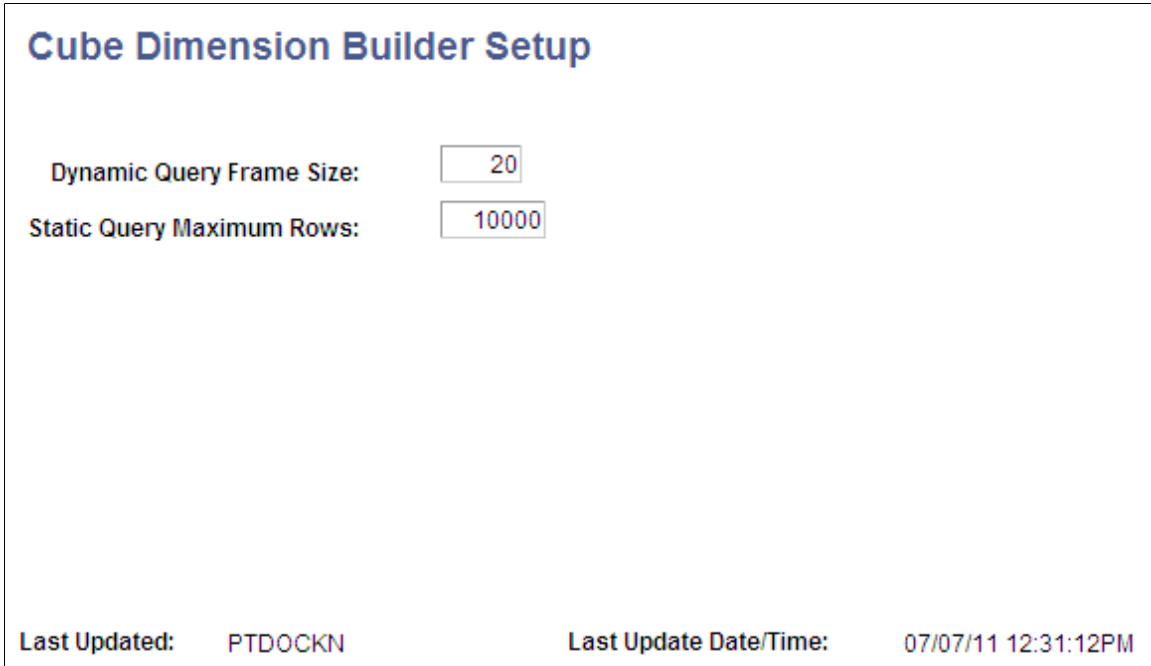 Cube Dimension Builder Setup
Dynamic Query Frame Size: 20
Static Query Maximum Rows: 10000
Last Updated: PTDOCKN Last Update Date/Time: 07/07/11 12:31:12PM